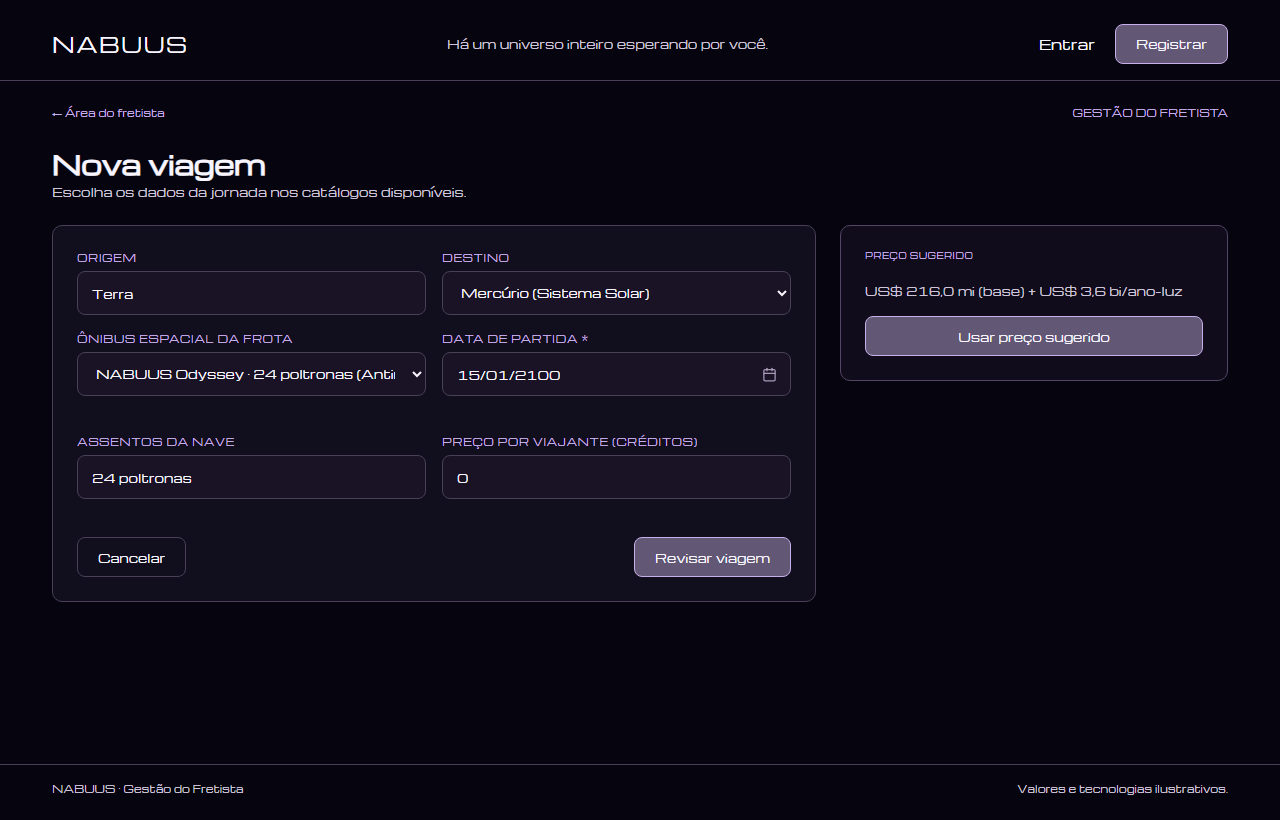 NABUUS
Há um universo inteiro esperando por você.
Entrar
Registrar
← Área do fretista
GESTÃO DO FRETISTA
Nova viagem
Escolha os dados da jornada nos catálogos disponíveis.
ORIGEM
Terra
DESTINO
Mercúrio (Sistema Solar)
ÔNIBUS ESPACIAL DA FROTA
NABUUS Odyssey · 24 poltronas
DATA DE PARTIDA *
15/01/2100
ASSENTOS DA NAVE
24 poltronas
PREÇO POR VIAJANTE (CRÉDITOS)
0
Cancelar
Revisar viagem
PREÇO SUGERIDO
US$ 216,0 mi (base) + US$ 3,6 bi/ano-luz
Usar preço sugerido
NABUUS · Gestão do Fretista
Valores e tecnologias ilustrativos.